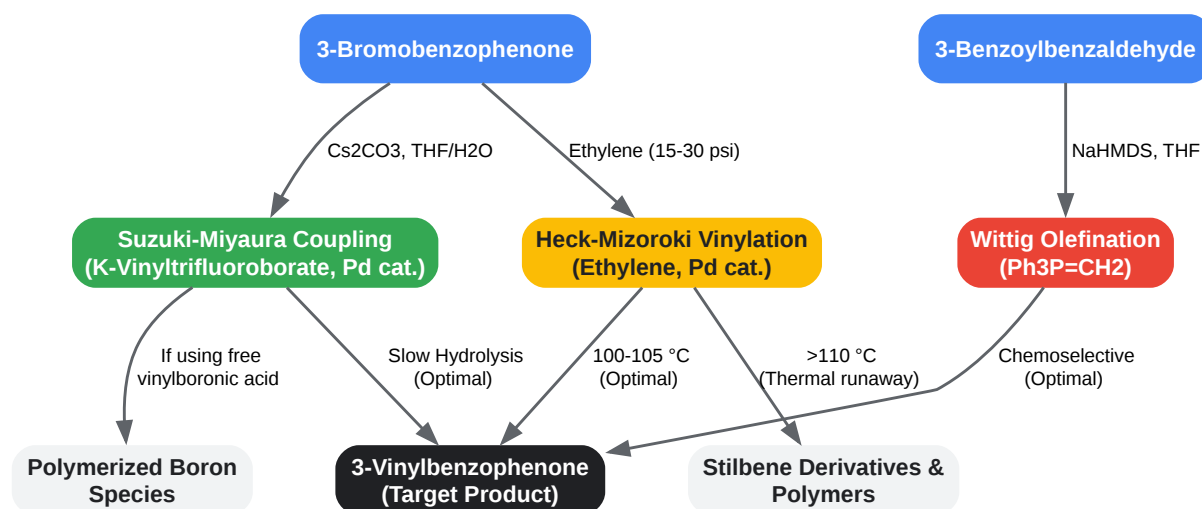 3-Bromobenzophenone
3-Benzoylbenzaldehyde
Cs2CO3, THF/H2O
Ethylene (15-30 psi)
NaHMDS, THF
Suzuki-Miyaura Coupling
(K-Vinyltrifluoroborate, Pd cat.)
Heck-Mizoroki Vinylation
(Ethylene, Pd cat.)
Wittig Olefination
(Ph3P=CH2)
If using free
vinylboronic acid
Slow Hydrolysis
(Optimal)
100-105 °C
(Optimal)
>110 °C
(Thermal runaway)
Chemoselective
(Optimal)
Polymerized Boron
Species
3-Vinylbenzophenone
(Target Product)
Stilbene Derivatives &
Polymers